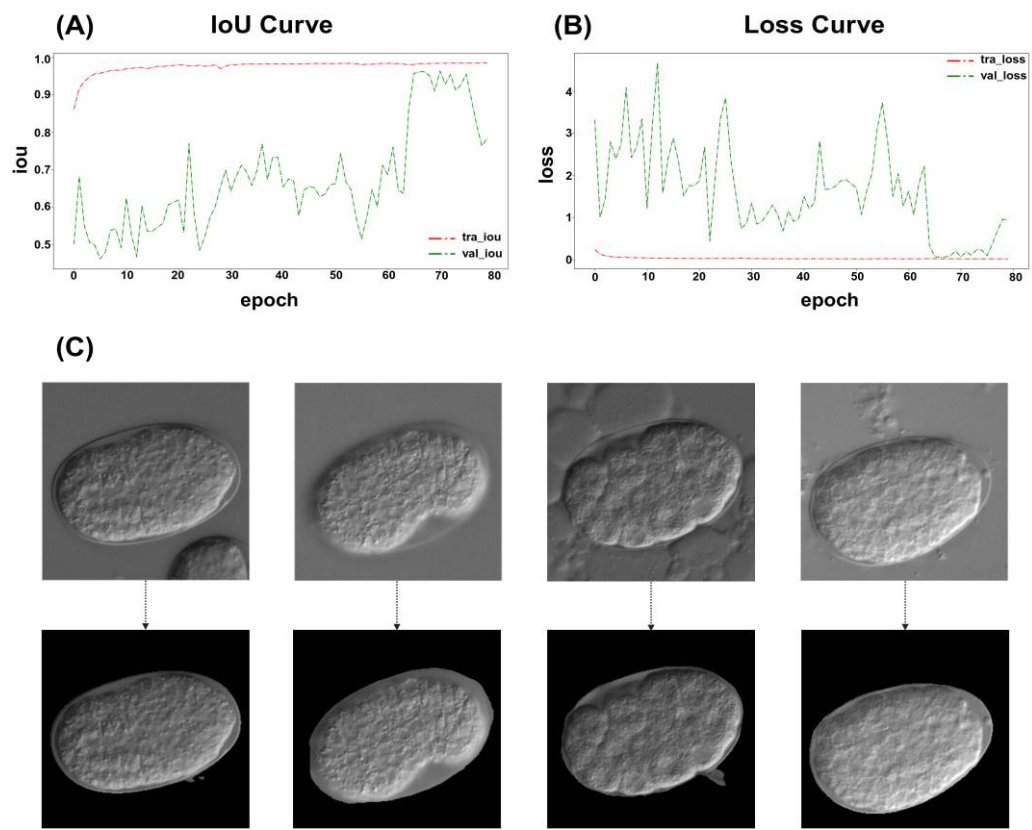 (A) IoU Curve
1.0
0.9
0.8
0.7
0.6
0.5
iou
tra_iou
val_iou
0 10 20 30 40 50 60 70 80
epoch
(B) Loss Curve
tra_loss
val_loss
4
3
2
1
0
loss
0 10 20 30 40 50 60 70 80
epoch
(C)